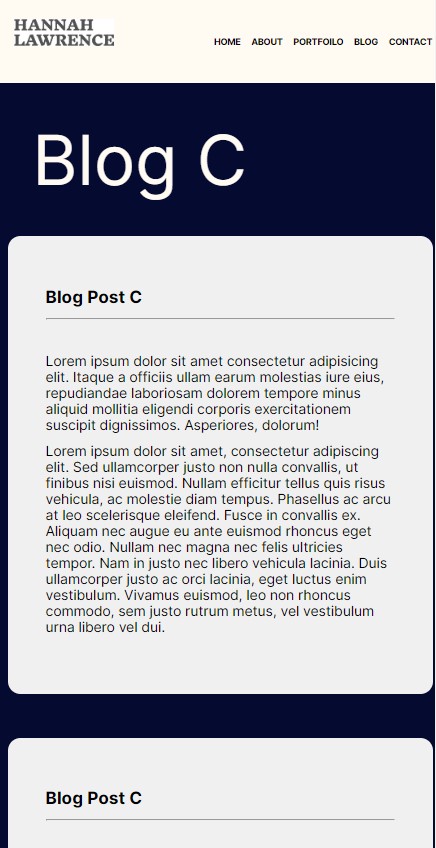 HANNAH
LAWRENCE
HOME ABOUT PORTFOILO BLOG CONTACT
Blog C
Blog Post C
Lorem ipsum dolor sit amet consectetur adipisicing
elit. Itaque a officiis ullam earum molestias iure eius,
repudiandae laboriosam dolorem tempore minus
aliquid mollitia eligendi corporis exercitationem
suscipit dignissimos. Asperiores, dolorum!
Lorem ipsum dolor sit amet, consectetur adipiscing
elit. Sed ullamcorper justo non nulla convallis, ut
finibus nisi euismod. Nullam efficitur tellus quis risus
vehicula, ac molestie diam tempus. Phasellus ac arcu
at leo scelerisque eleifend. Fusce in convallis ex.
Aliquam nec augue eu ante euismod rhoncus eget
nec odio. Nullam nec magna nec felis ultricies
tempor. Nam in justo nec libero vehicula lacinia. Duis
ullamcorper justo ac orci lacinia, eget luctus enim
vestibulum. Vivamus euismod, leo non rhoncus
commodo, sem justo rutrum metus, vel vestibulum
urna libero vel dui.
Blog Post C